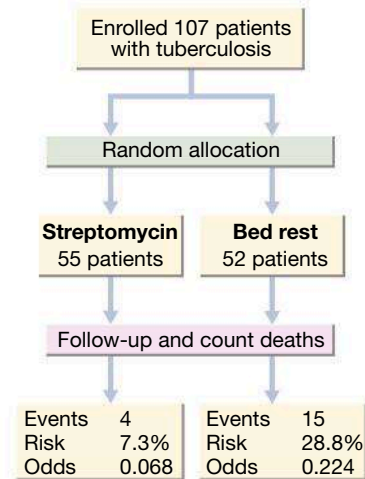 Enrolled 107 patients
with tuberculosis
Random allocation
Streptomycin
55 patients
Bed rest
52 patients
Follow-up and count deaths
Events 4
Risk 7.3%
Odds 0.068
Events 15
Risk 28.8%
Odds 0.224